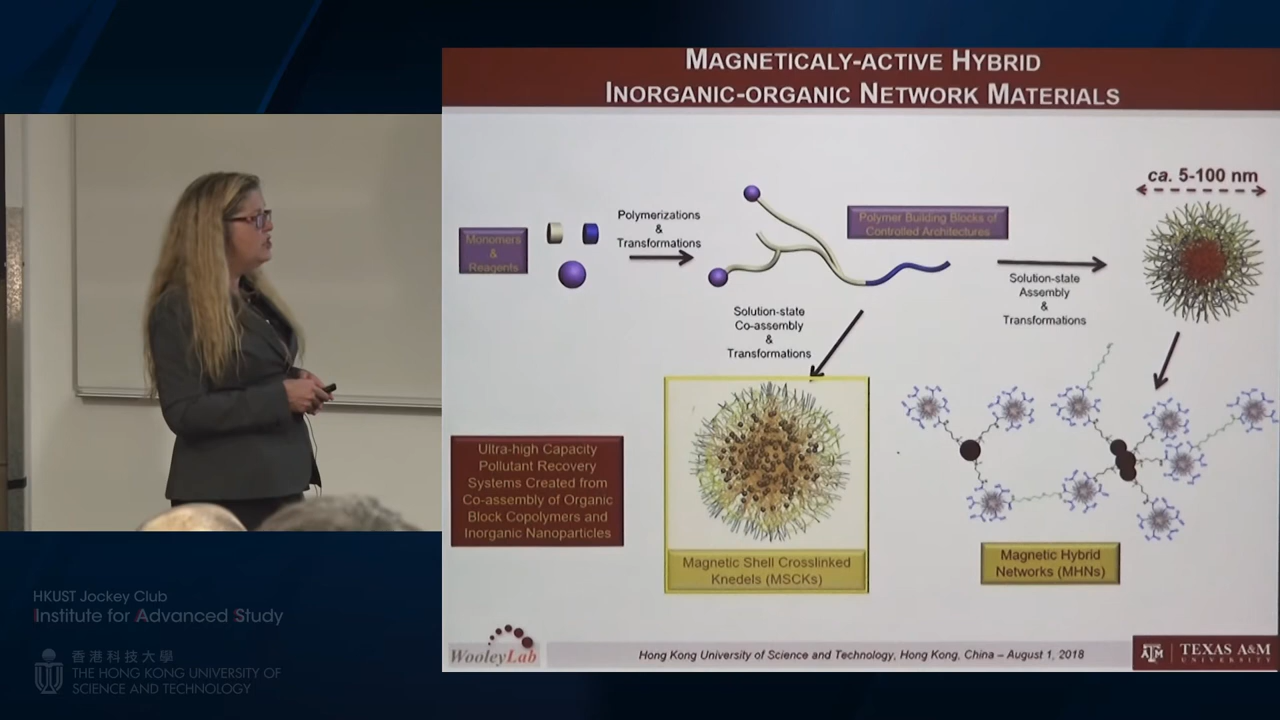 MAGNETICALY-ACTIVE HYBRID
INORGANIC-ORGANIC NETWORK MATERIALS
Monomers
&
Reagents
Polymerizations
&
Transformations
Polymer Building Blocks of
Controlled Architectures
ca. 5-100 nm
Solution-state
Assembly
&
Transformations
Solution-state
Co-assembly
&
Transformations
Ultra-high Capacity
Pollutant Recovery
Systems Created from
Co-assembly of Organic
Block Copolymers and
Inorganic Nanoparticles
Magnetic Shell Crosslinked
Knedels (MSCKs)
Magnetic Hybrid
Networks (MHNs)
WooleyLab
Hong Kong University of Science and Technology, Hong Kong, China – August 1, 2018
ATM
TEXAS A&M
UNIVERSITY
HKUST Jockey Club
Institute for Advanced Study
香港科技大學
THE HONG KONG UNIVERSITY OF
SCIENCE AND TECHNOLOGY